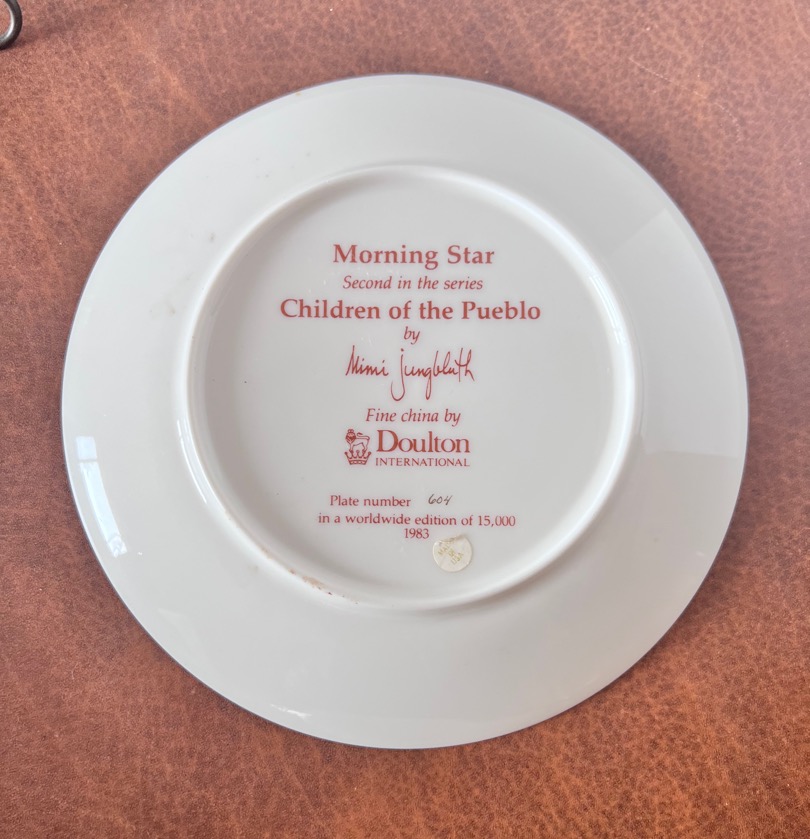 Morning Star
Second in the series
Children of the Pueblo
by
Mimi Jungbluth
Fine china by
Doulton
INTERNATIONAL
Plate number 604
in a worldwide edition of 15,000
1983